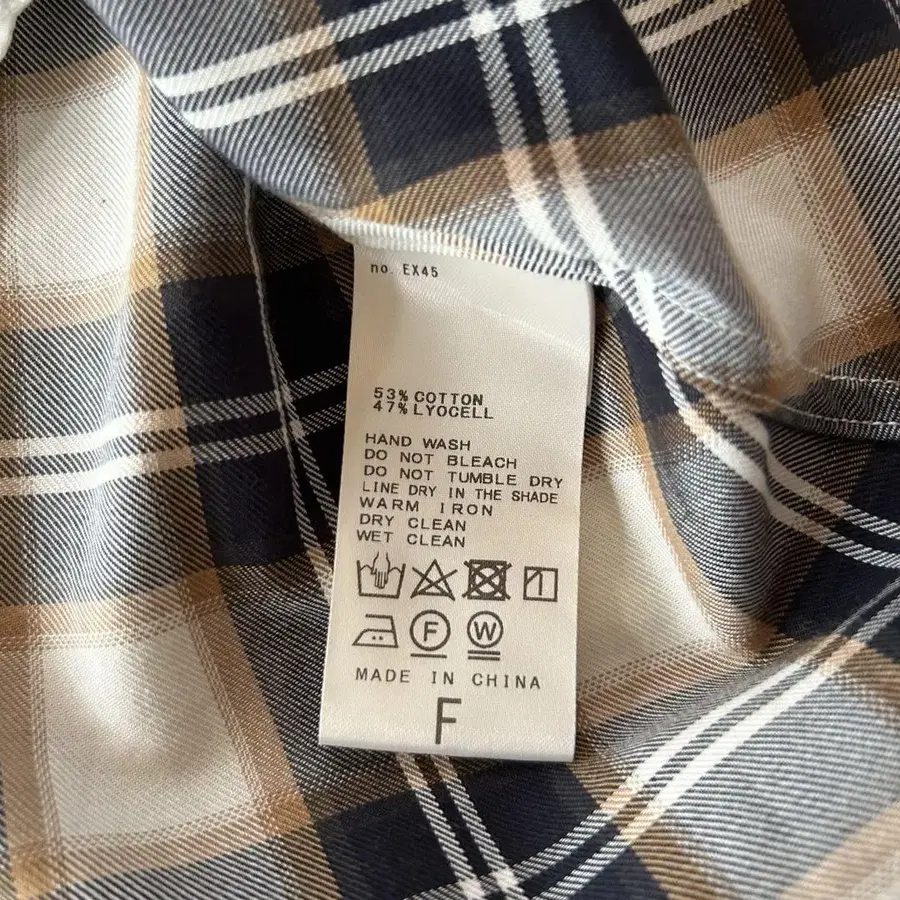 no. EX45
53% COTTON
47% LYOCELL
HAND WASH
DO NOT BLEACH
DO NOT TUMBLE DRY
LINE DRY IN THE SHADE
WARM IRON
DRY CLEAN
WET CLEAN
F W
MADE IN CHINA
F